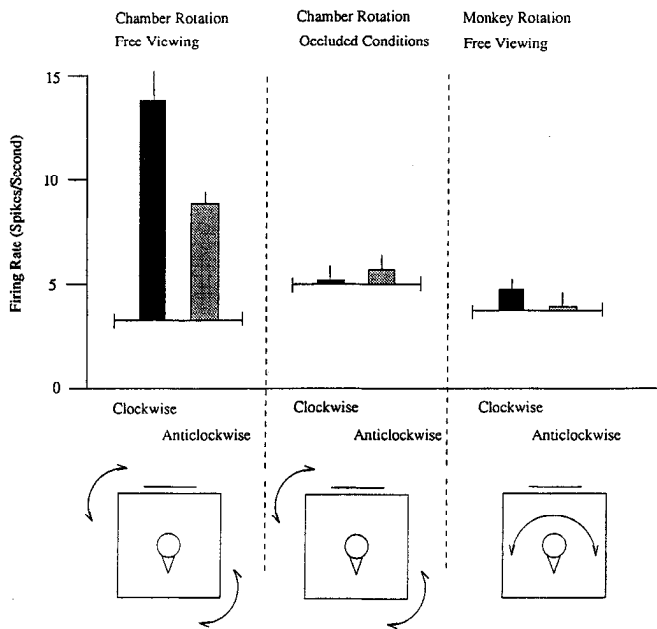 Chamber Rotation
Free Viewing
Chamber Rotation
Occluded Conditions
Monkey Rotation
Free Viewing
Firing Rate (Spikes/Second)
15
10
5
0
Clockwise
Anticlockwise
Clockwise
Anticlockwise
Clockwise
Anticlockwise